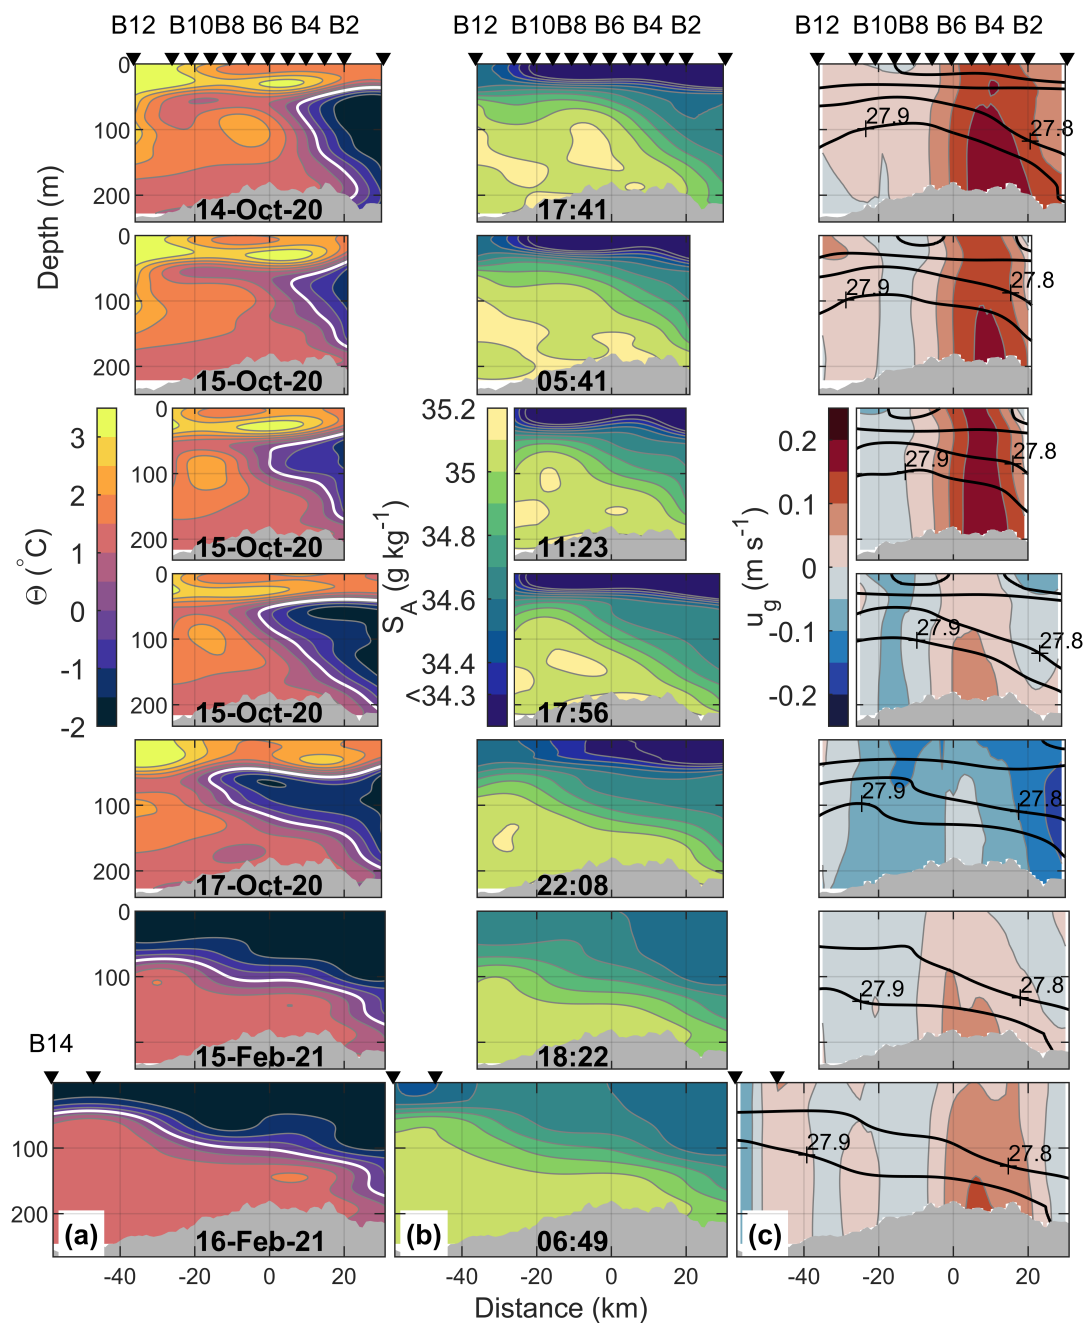 B12 B10 B8 B6 B4 B2
B12 B10 B8 B6 B4 B2
B12 B10 B8 B6 B4 B2
Depth (m)
0
100
200
14-Oct-20
17:41
27.9
27.8
0
100
200
15-Oct-20
05:41
27.9
27.8
0
100
200
15-Oct-20
11:23
27.9
27.8
0
100
200
15-Oct-20
17:56
27.9
27.8
Θ (°C)
3
2
1
0
-1
-2
S_A (g kg⁻¹)
35.2
35
34.8
34.6
34.4
<34.3
u_g (m s⁻¹)
0.2
0.1
0
-0.1
-0.2
100
200
17-Oct-20
22:08
27.9
27.8
0
100
15-Feb-21
18:22
27.9
27.8
B14
100
200
(a)
16-Feb-21
(b)
06:49
(c)
27.9
27.8
-40 -20 0 20
-40 -20 0 20
-40 -20 0 20
Distance (km)